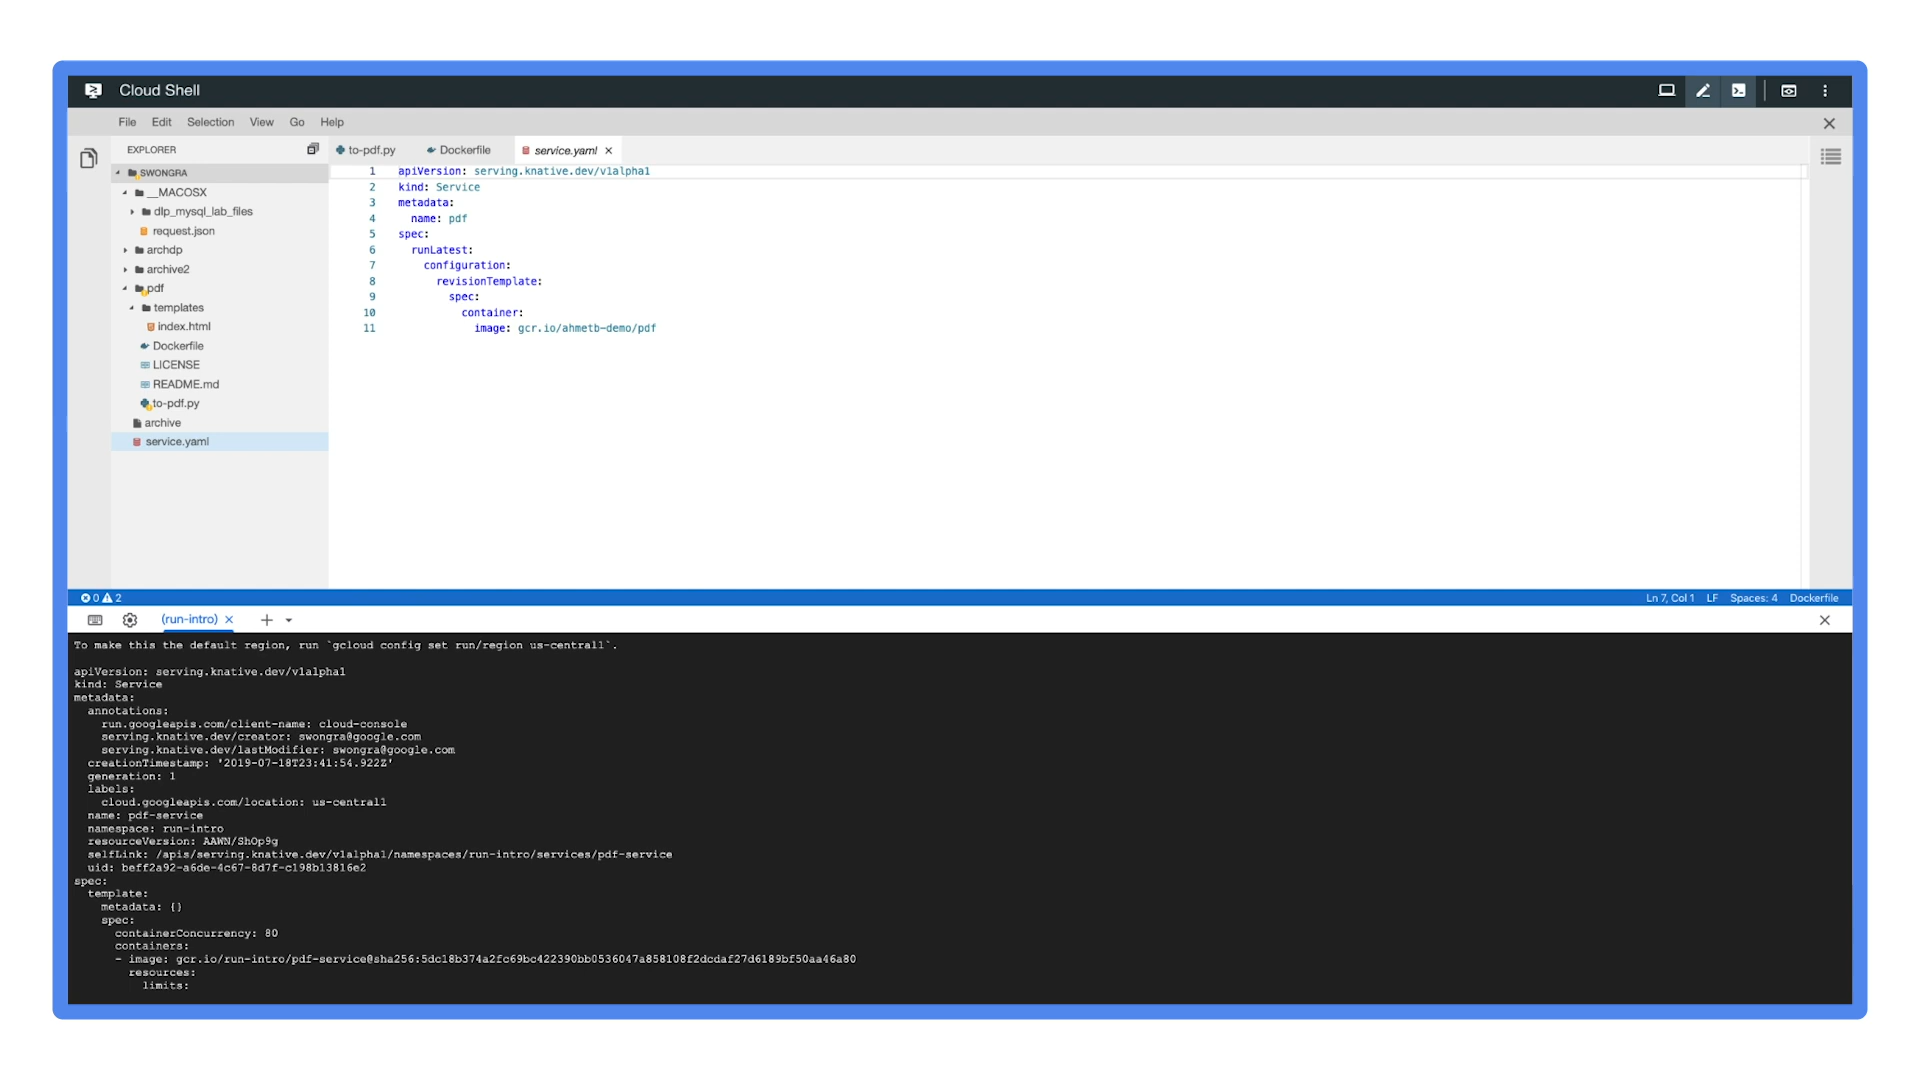 Cloud Shell
File Edit Selection View Go Help
EXPLORER
SWONGRA
__MACOSX
dlp_mysql_lab_files
request.json
archdp
archive2
pdf
templates
index.html
Dockerfile
LICENSE
README.md
to-pdf.py
archive
service.yaml
to-pdf.py Dockerfile service.yaml
1 apiVersion: serving.knative.dev/v1alpha1
2 kind: Service
3 metadata:
4 name: pdf
5 spec:
6 runLatest:
7 configuration:
8 revisionTemplate:
9 spec:
10 container:
11 image: gcr.io/ahmetb-demo/pdf
0 2 Ln 7, Col 1 LF Spaces: 4 Dockerfile
(run-intro)
To make this the default region, run `gcloud config set run/region us-central1`.
apiVersion: serving.knative.dev/v1alpha1
kind: Service
metadata:
annotations:
run.googleapis.com/client-name: cloud-console
serving.knative.dev/creator: swongra@google.com
serving.knative.dev/lastModifier: swongra@google.com
creationTimestamp: '2019-07-18T23:41:54.922Z'
generation: 1
labels:
cloud.googleapis.com/location: us-central1
name: pdf-service
namespace: run-intro
resourceVersion: AAWN/ShOp9g
selfLink: /apis/serving.knative.dev/v1alpha1/namespaces/run-intro/services/pdf-service
uid: beff2a92-a6de-4c67-8d7f-c198b13816e2
spec:
template:
metadata: {}
spec:
containerConcurrency: 80
containers:
- image: gcr.io/run-intro/pdf-service@sha256:5dc18b374a2fc69bc422390bb0536047a858108f2dcdaf27d6189bf50aa46a80
resources:
limits: